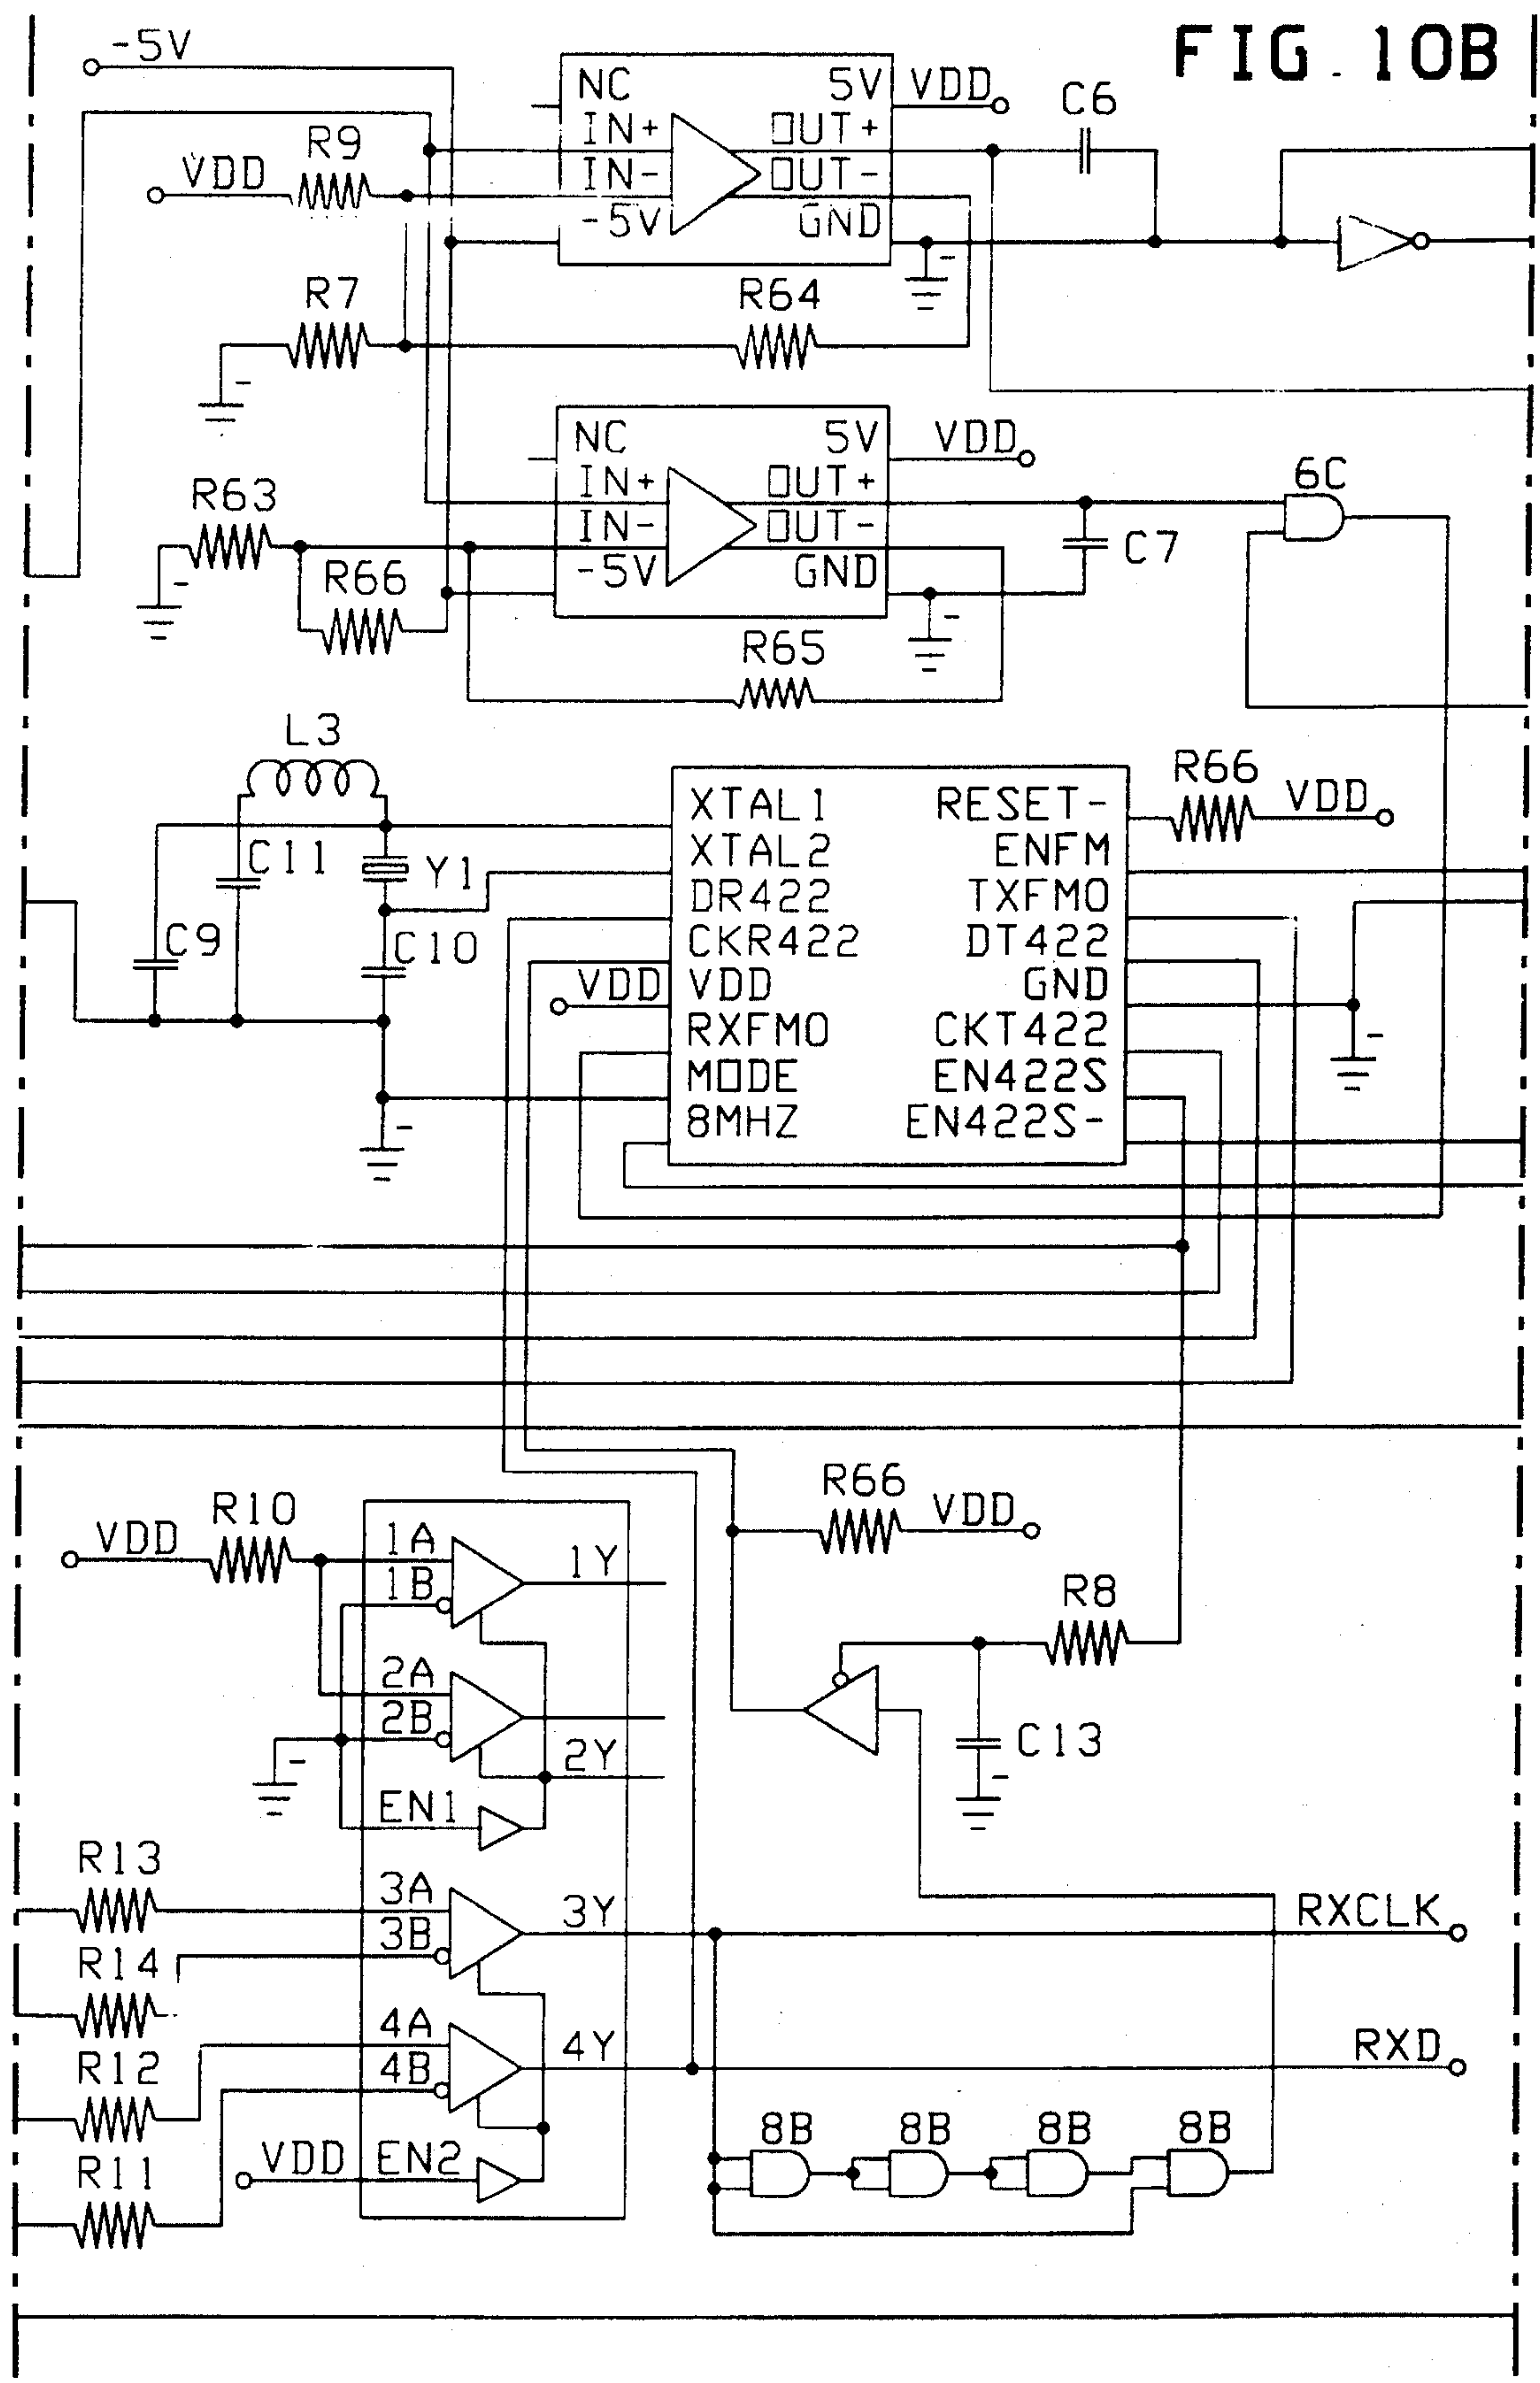 FIG. 10B
-5V
NC 5V VDD C6
IN+ OUT+
R9
VDD
IN- OUT-
-5V GND
R7 R64
NC 5V VDD 6C
IN+ OUT+
R63
IN- OUT- C7
-5V GND
R66
R65
L3
XTAL1 RESET- R66 VDD
C11 Y1 XTAL2 ENFM
DR422 TXFMO
C9 C10 CKR422 DT422
VDD VDD GND
RXFMO CKT422
MODE EN422S
8MHZ EN422S-
R66
R10 VDD
VDD 1A 1Y
1B
R8
2A
2B
2Y C13
EN1
R13 3A 3Y RXCLK
3B
R14
4A 4Y RXD
R12 4B
8B 8B 8B 8B
R11 VDD EN2